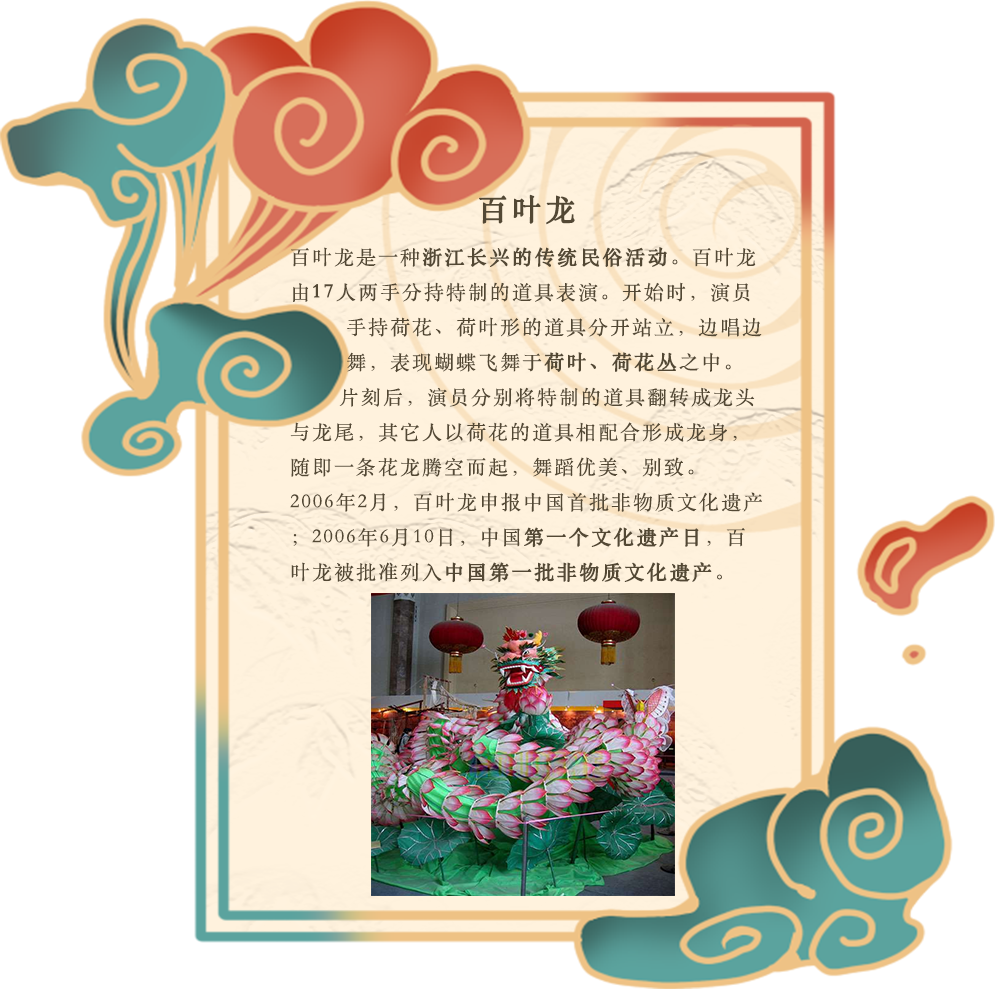 百叶龙
百叶龙是一种浙江长兴的传统民俗活动。百叶龙
由17人两手分持特制的道具表演。开始时，演员
手持荷花、荷叶形的道具分开站立，边唱边
舞，表现蝴蝶飞舞于荷叶、荷花丛之中。
片刻后，演员分别将特制的道具翻转成龙头
与龙尾，其它人以荷花的道具相配合形成龙身，
随即一条花龙腾空而起，舞蹈优美、别致。
2006年2月，百叶龙申报中国首批非物质文化遗产
；2006年6月10日，中国第一个文化遗产日，百
叶龙被批准列入中国第一批非物质文化遗产。